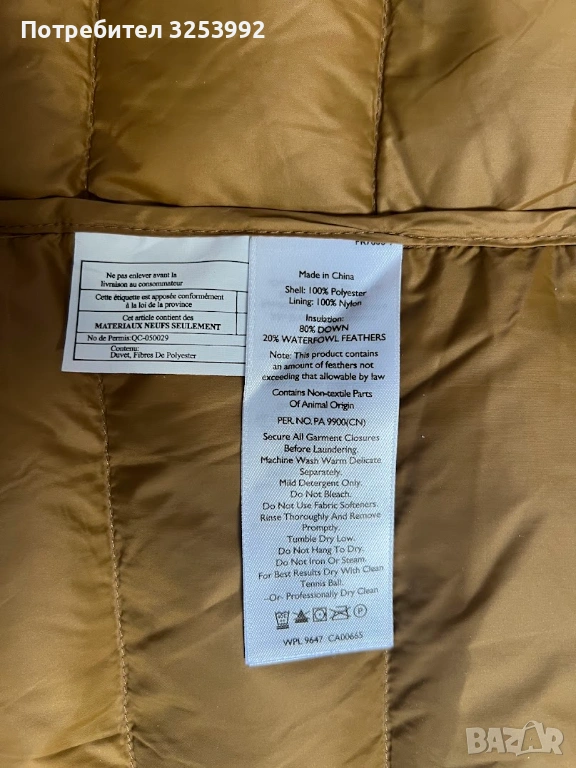 Потребител 3253992
Ne pas enlever avant la
livraison au consommateur
Cette étiquette est apposée conformément
à la loi de la province
Cet article contient des
MATERIAUX NEUFS SEULEMENT
No de Permis:QC-050029
Contenu:
Duvet, Fibres De Polyester
Made in China
Shell: 100% Polyester
Lining: 100% Nylon
Insulation:
80% DOWN
20% WATERFOWL FEATHERS
Note: This product contains
an amount of feathers not
exceeding that allowable by law
Contains Non-textile Parts
Of Animal Origin
PER. NO. PA 9900(CN)
Secure All Garment Closures
Before Laundering.
Machine Wash Warm Delicate
Separately.
Mild Detergent Only.
Do Not Bleach.
Do Not Use Fabric Softeners.
Rinse Thoroughly And Remove
Promptly.
Tumble Dry Low.
Do Not Hang To Dry.
Do Not Iron Or Steam.
For Best Results Dry With Clean
Tennis Ball.
-Or- Professionally Dry Clean
WPL 9647 CA00665
BAZAR